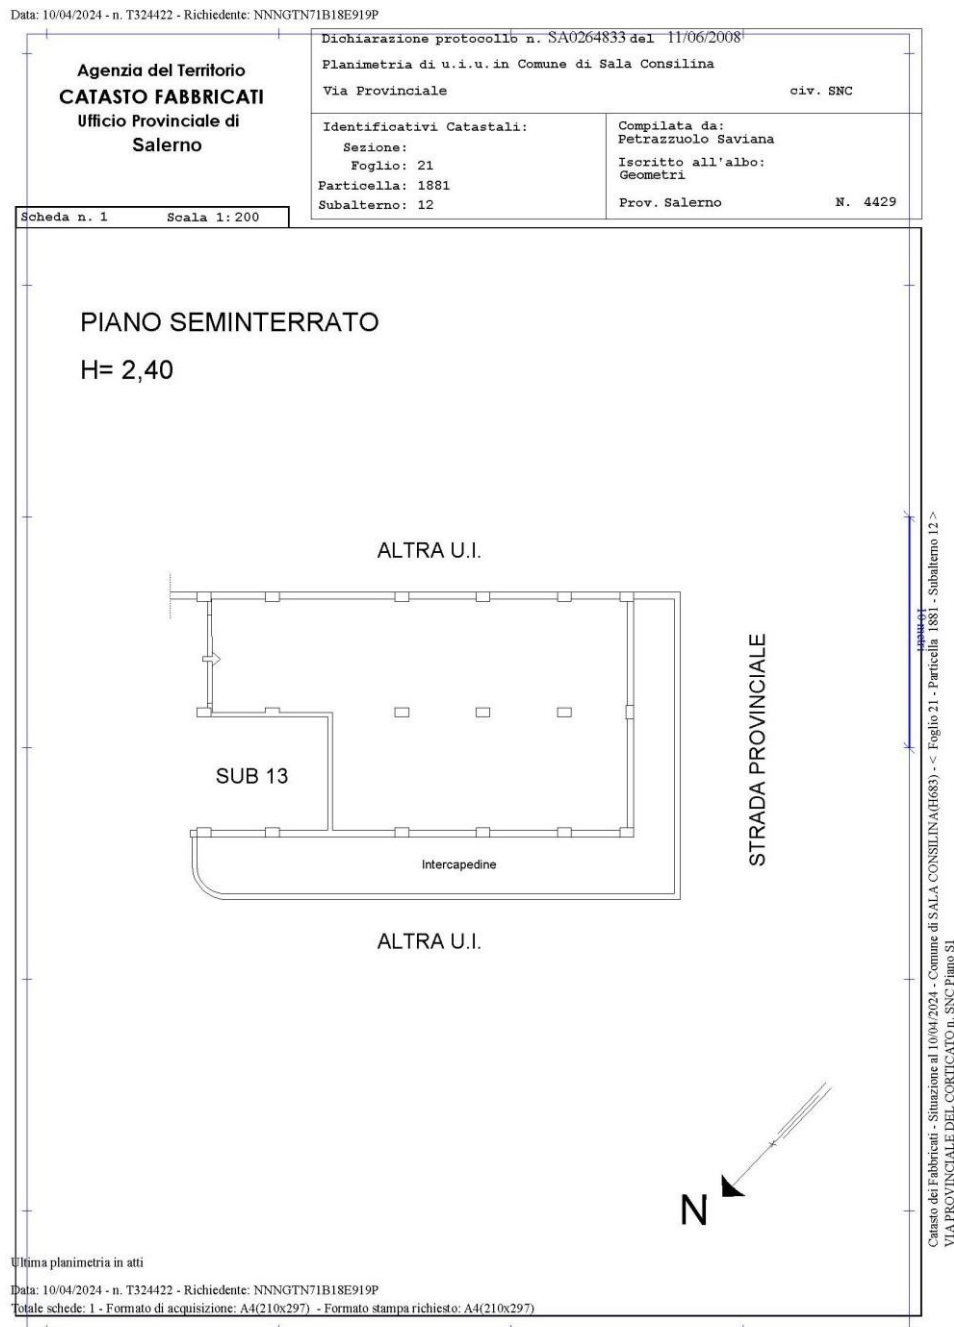 Data: 10/04/2024 - n. T324422 - Richiedente: NNNGTN71B18E919P
Agenzia del Territorio
CATASTO FABBRICATI
Ufficio Provinciale di
Salerno
Dichiarazione protocollo n. SA0264833 del 11/06/2008
Planimetria di u.i.u. in Comune di Sala Consilina
Via Provinciale civ. SNC
Identificativi Catastali:
Sezione:
Foglio: 21
Particella: 1881
Subalterno: 12
Compilata da:
Petrazzuolo Saviana
Iscritto all'albo:
Geometri
Prov. Salerno N. 4429
Scheda n. 1 Scala 1:200
PIANO SEMINTERRATO
H= 2,40
ALTRA U.I.
SUB 13
Intercapedine
ALTRA U.I.
STRADA PROVINCIALE
10 metri
N
Catasto dei Fabbricati - Situazione al 10/04/2024 - Comune di SALA CONSILINA(H683) - < Foglio 21 - Particella 1881 - Subalterno 12 >
VIA PROVINCIALE DEL CORTICATO n. SNC Piano S1
Ultima planimetria in atti
Data: 10/04/2024 - n. T324422 - Richiedente: NNNGTN71B18E919P
Totale schede: 1 - Formato di acquisizione: A4(210x297) - Formato stampa richiesto: A4(210x297)